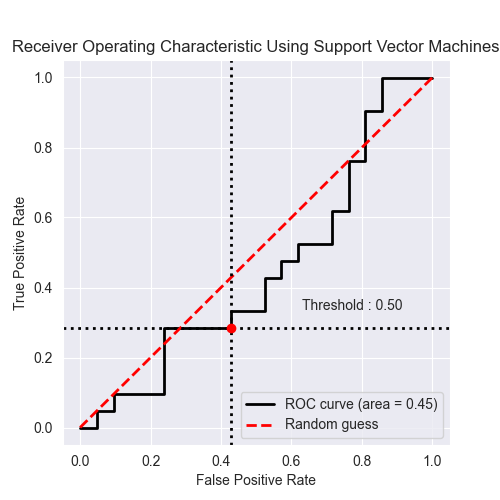 Receiver Operating Characteristic Using Support Vector Machines
1.0
0.8
0.6
0.4
0.2
0.0
True Positive Rate
Threshold : 0.50
ROC curve (area = 0.45)
Random guess
0.0 0.2 0.4 0.6 0.8 1.0
False Positive Rate